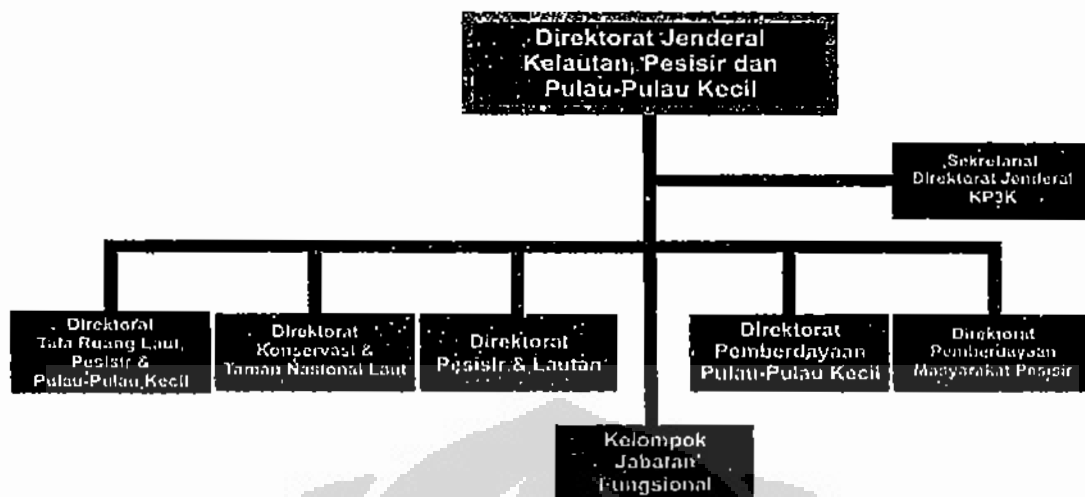 Direktorat Jenderal
Kelautan, Pesisir dan
Pulau-Pulau Kecil
Sekretariat
Direktorat Jenderal
KP3K
Direktorat
Tata Ruang Laut,
Pesisir &
Pulau-Pulau Kecil
Direktorat
Konservasi &
Taman Nasional Laut
Direktorat
Pesisir & Lautan
Direktorat
Pemberdayaan
Pulau-Pulau Kecil
Direktorat
Pemberdayaan
Masyarakat Pesisir
Kelompok
Jabatan
Fungsional